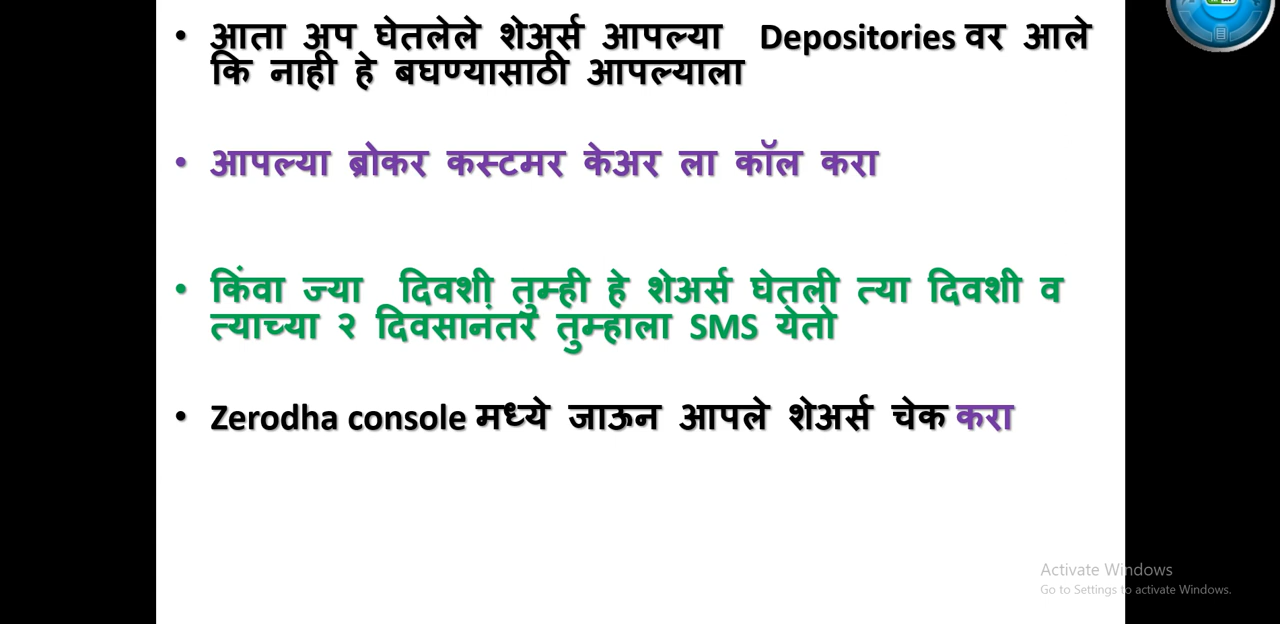 • आता अप घेतलेले शेअर्स आपल्या Depositories वर आले
कि नाही हे बघण्यासाठी आपल्याला
• आपल्या ब्रोकर कस्टमर केअर ला कॉल करा
• किंवा ज्या दिवशी तुम्ही हे शेअर्स घेतली त्या दिवशी व
त्याच्या २ दिवसानंतर तुम्हाला SMS येतो
• Zerodha console मध्ये जाऊन आपले शेअर्स चेक करा
Activate Windows
Go to Settings to activate Windows.